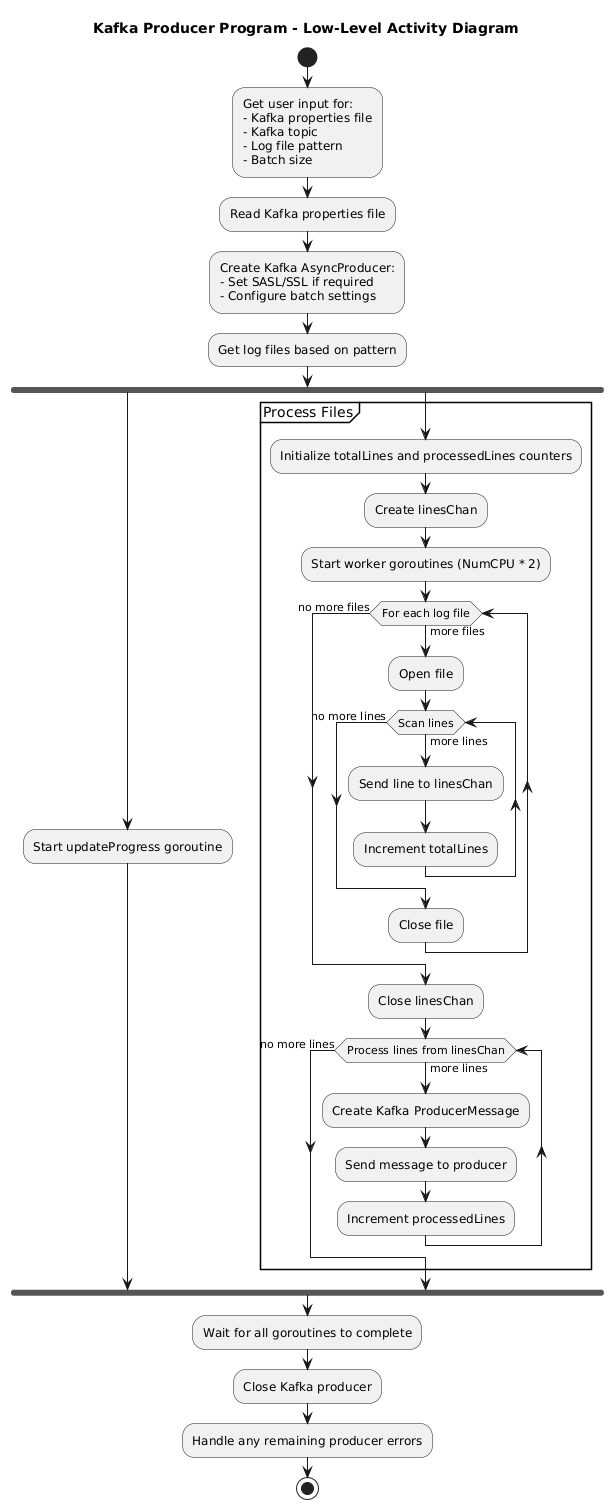 Kafka Producer Program - Low-Level Activity Diagram
Get user input for:
- Kafka properties file
- Kafka topic
- Log file pattern
- Batch size
Read Kafka properties file
Create Kafka AsyncProducer:
- Set SASL/SSL if required
- Configure batch settings
Get log files based on pattern
Process Files
Initialize totalLines and processedLines counters
Create linesChan
Start worker goroutines (NumCPU * 2)
no more files
For each log file
more files
Open file
no more lines
Scan lines
more lines
Send line to linesChan
Start updateProgress goroutine
Increment totalLines
Close file
Close linesChan
no more lines
Process lines from linesChan
more lines
Create Kafka ProducerMessage
Send message to producer
Increment processedLines
Wait for all goroutines to complete
Close Kafka producer
Handle any remaining producer errors